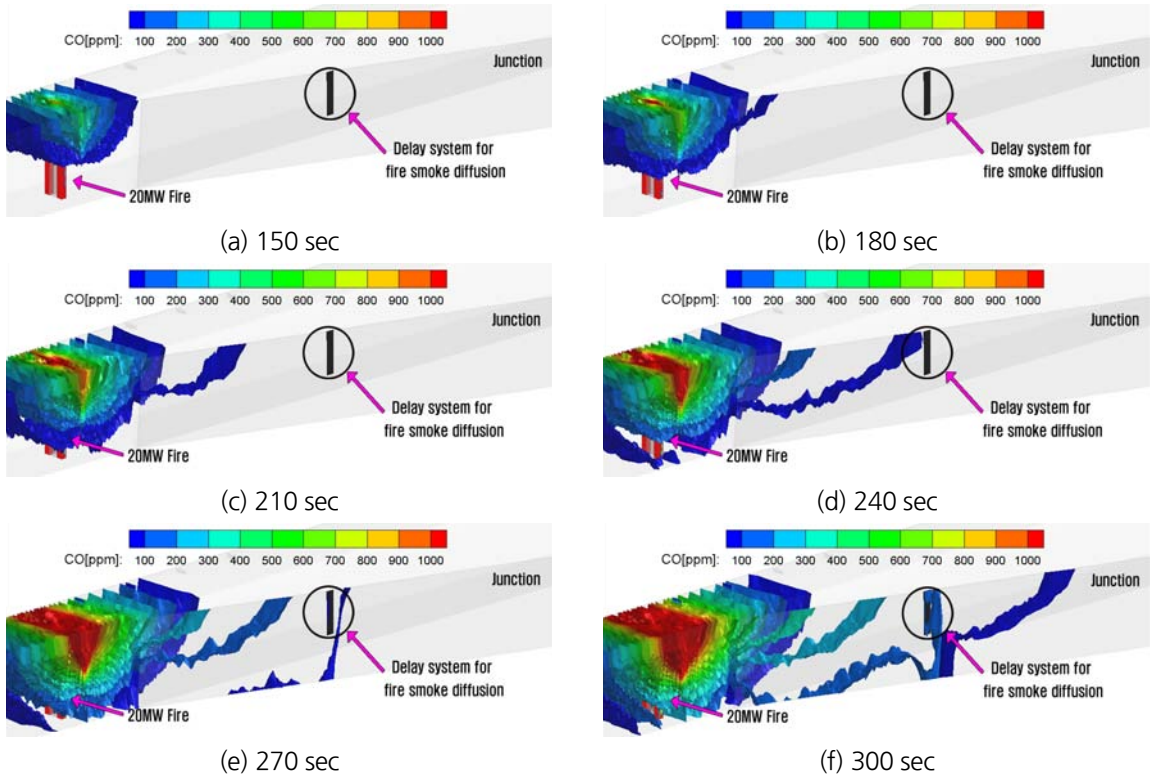 CO[ppm]:
100 200 300 400 500 600 700 800 900 1000
Junction
Delay system for
fire smoke diffusion
20MW Fire
(a) 150 sec
CO[ppm]:
100 200 300 400 500 600 700 800 900 1000
Junction
Delay system for
fire smoke diffusion
20MW Fire
(b) 180 sec
CO[ppm]:
100 200 300 400 500 600 700 800 900 1000
Junction
Delay system for
fire smoke diffusion
20MW Fire
(c) 210 sec
CO[ppm]:
100 200 300 400 500 600 700 800 900 1000
Junction
Delay system for
fire smoke diffusion
20MW Fire
(d) 240 sec
CO[ppm]:
100 200 300 400 500 600 700 800 900 1000
Junction
Delay system for
fire smoke diffusion
20MW Fire
(e) 270 sec
CO[ppm]:
100 200 300 400 500 600 700 800 900 1000
Junction
Delay system for
fire smoke diffusion
20MW Fire
(f) 300 sec